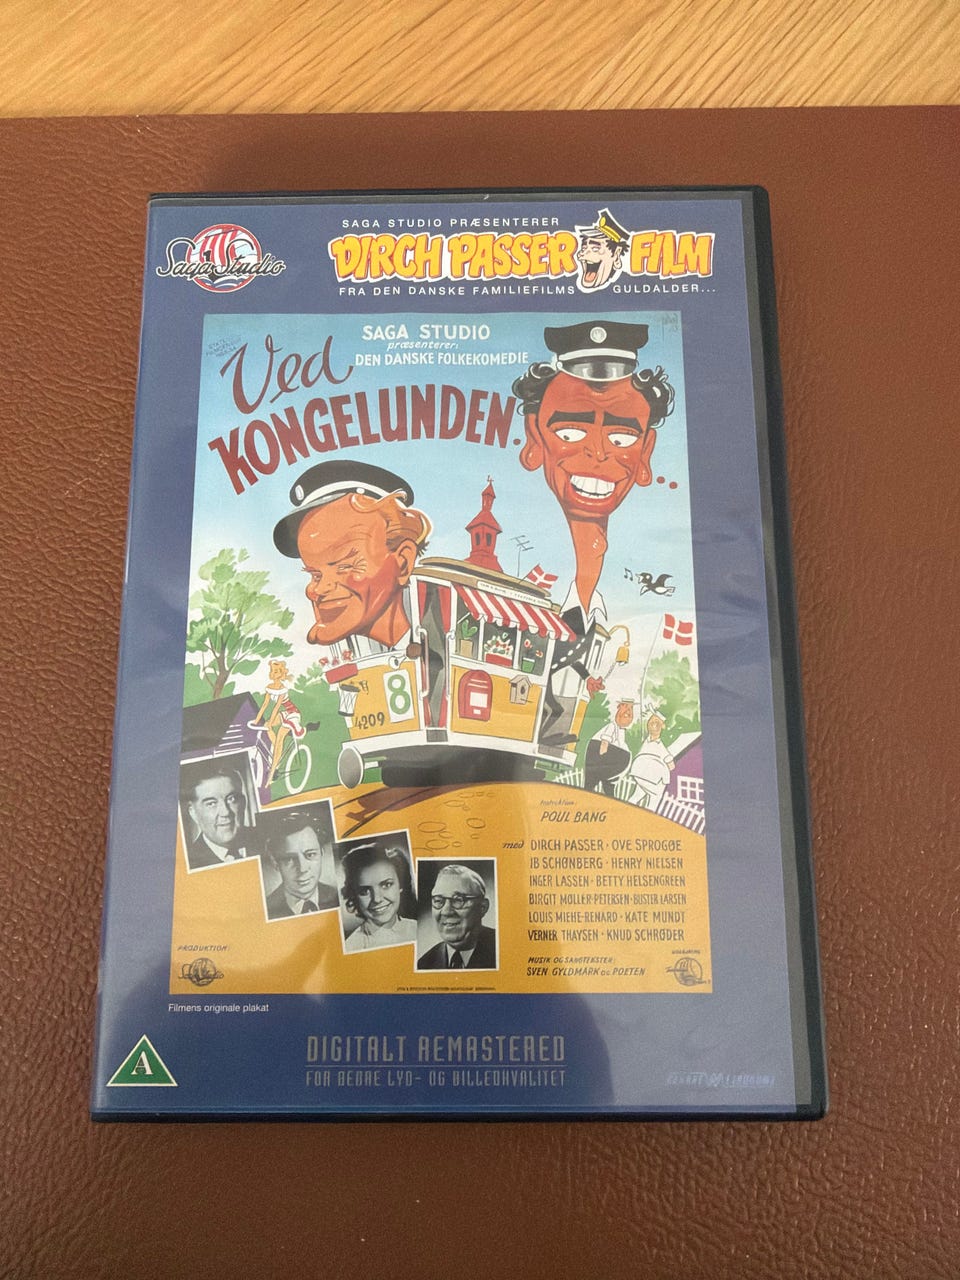 SAGA STUDIO PRÆSENTERER
Saga Studio
DIRCH PASSER FILM
FRA DEN DANSKE FAMILIEFILMS GULDALDER...
SAGA STUDIO
præsenterer:
DEN DANSKE FOLKEKOMEDIE
Ved
KONGELUNDEN...
8
4209
Instruktion:
POUL BANG
med DIRCH PASSER · OVE SPROGØE
IB SCHØNBERG · HENRY NIELSEN
INGER LASSEN · BETTY HELSENGREEN
BIRGIT MØLLER-PETERSEN · BUSTER LARSEN
LOUIS MIEHE-RENARD · KATE MUNDT
VERNER THAYSEN · KNUD SCHRØDER
PRODUKTION:
MUSIK OG SANGTEKSTER:
SVEN GYLDMARK OG POETEN
Filmens originale plakat
A
DIGITALT REMASTERED
FOR BEDRE LYD- OG BILLEDKVALITET